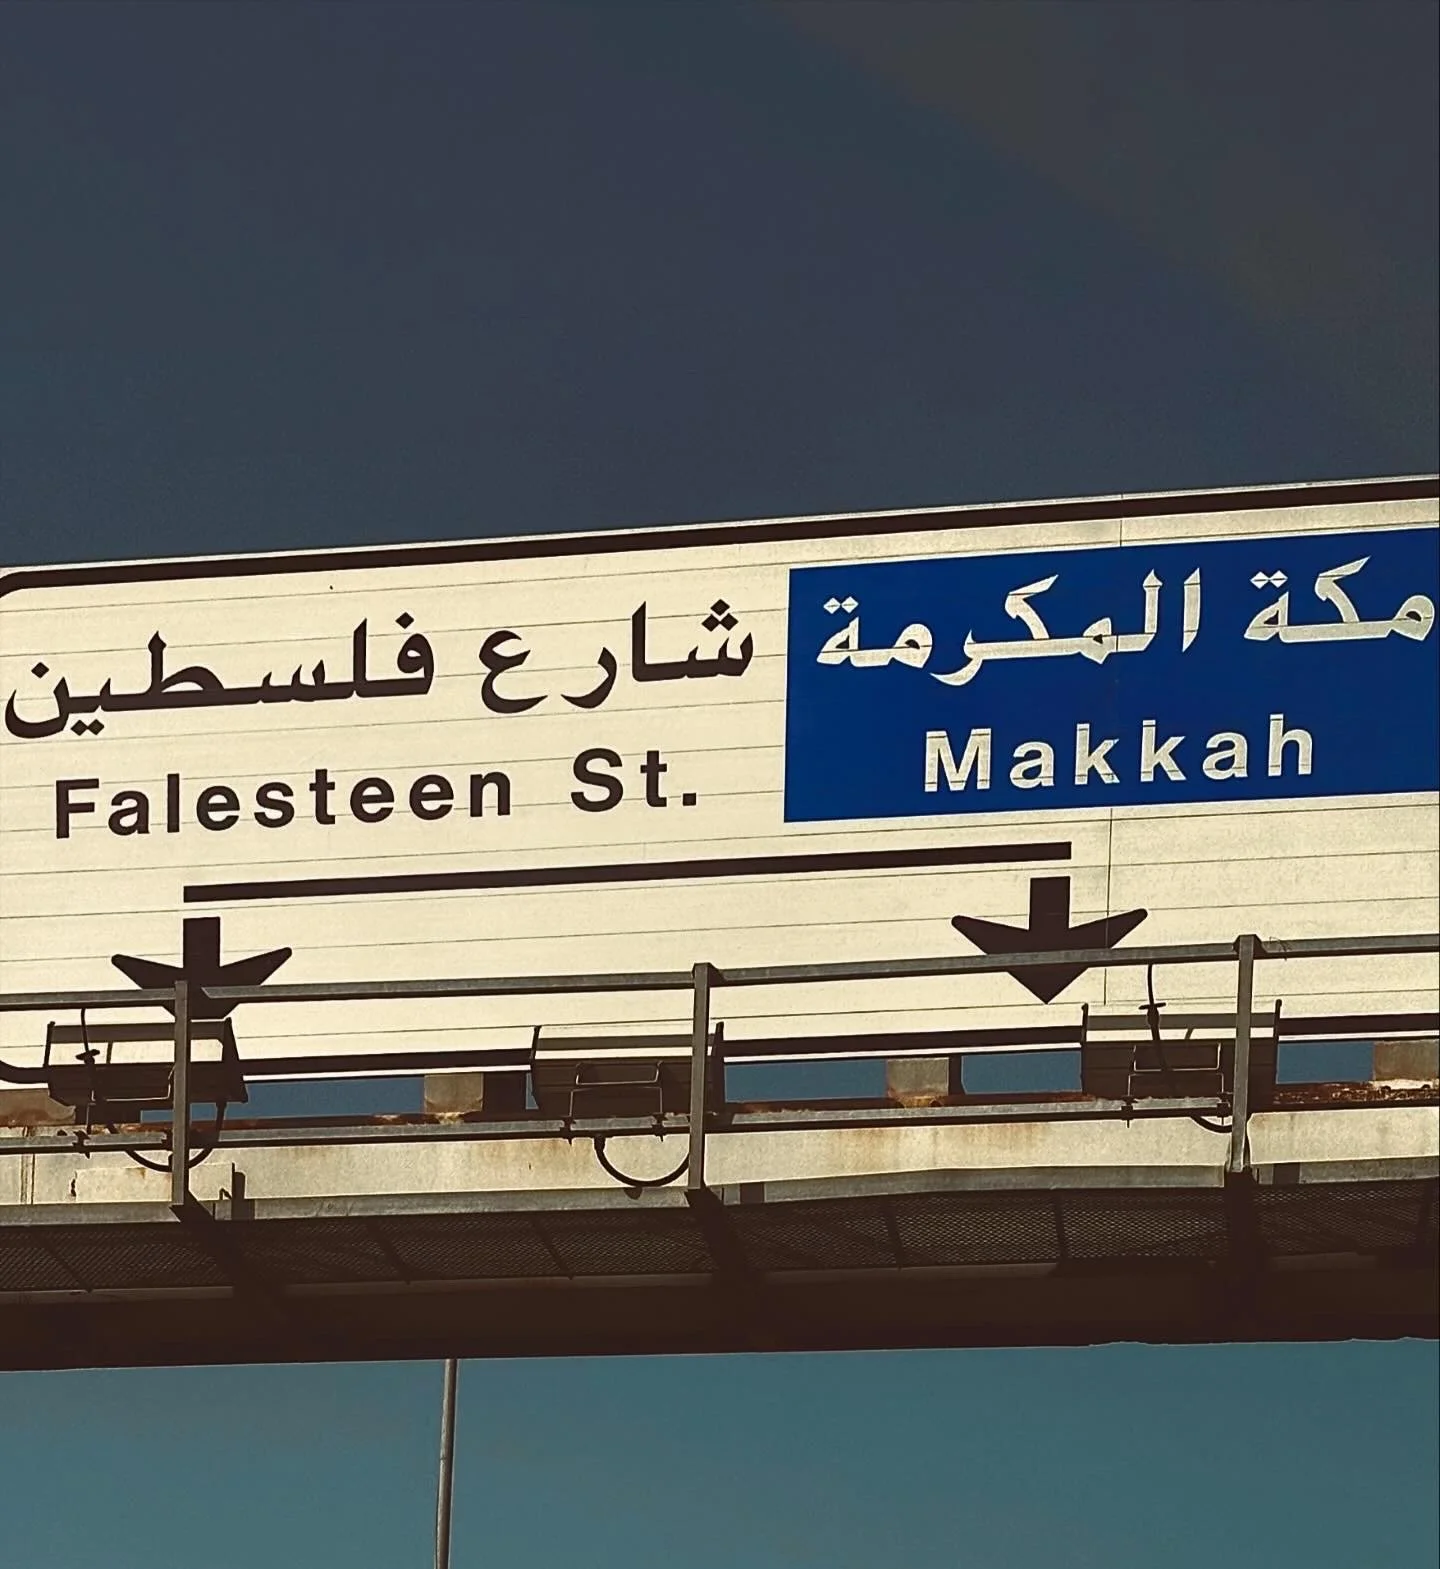 شارع فلسطين
Falesteen St.
مكة المكرمة
Makkah